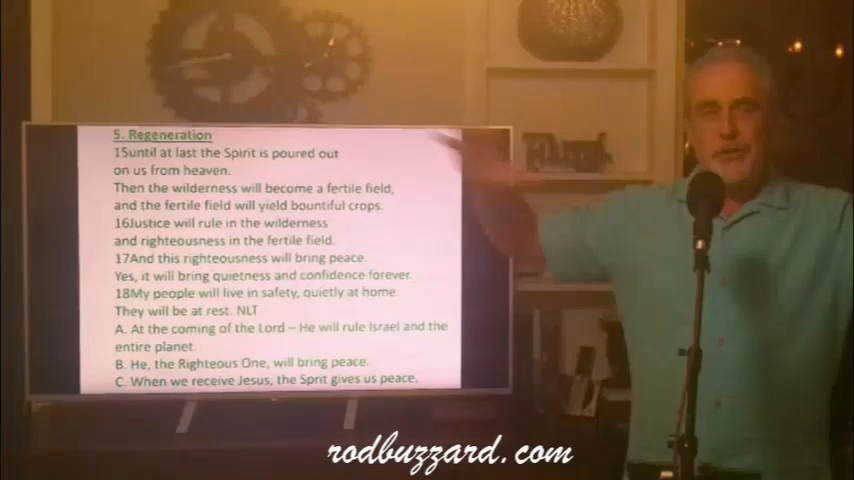 5. Regeneration
15until at last the Spirit is poured out
on us from heaven.
Then the wilderness will become a fertile field,
and the fertile field will yield bountiful crops.
16Justice will rule in the wilderness
and righteousness in the fertile field.
17And this righteousness will bring peace.
Yes, it will bring quietness and confidence forever.
18My people will live in safety, quietly at home.
They will be at rest. NLT
A. At the coming of the Lord – He will rule Israel and the
entire planet.
B. He, the Righteous One, will bring peace.
C. When we receive Jesus, the Sprit gives us peace.
rodbuzzard.com